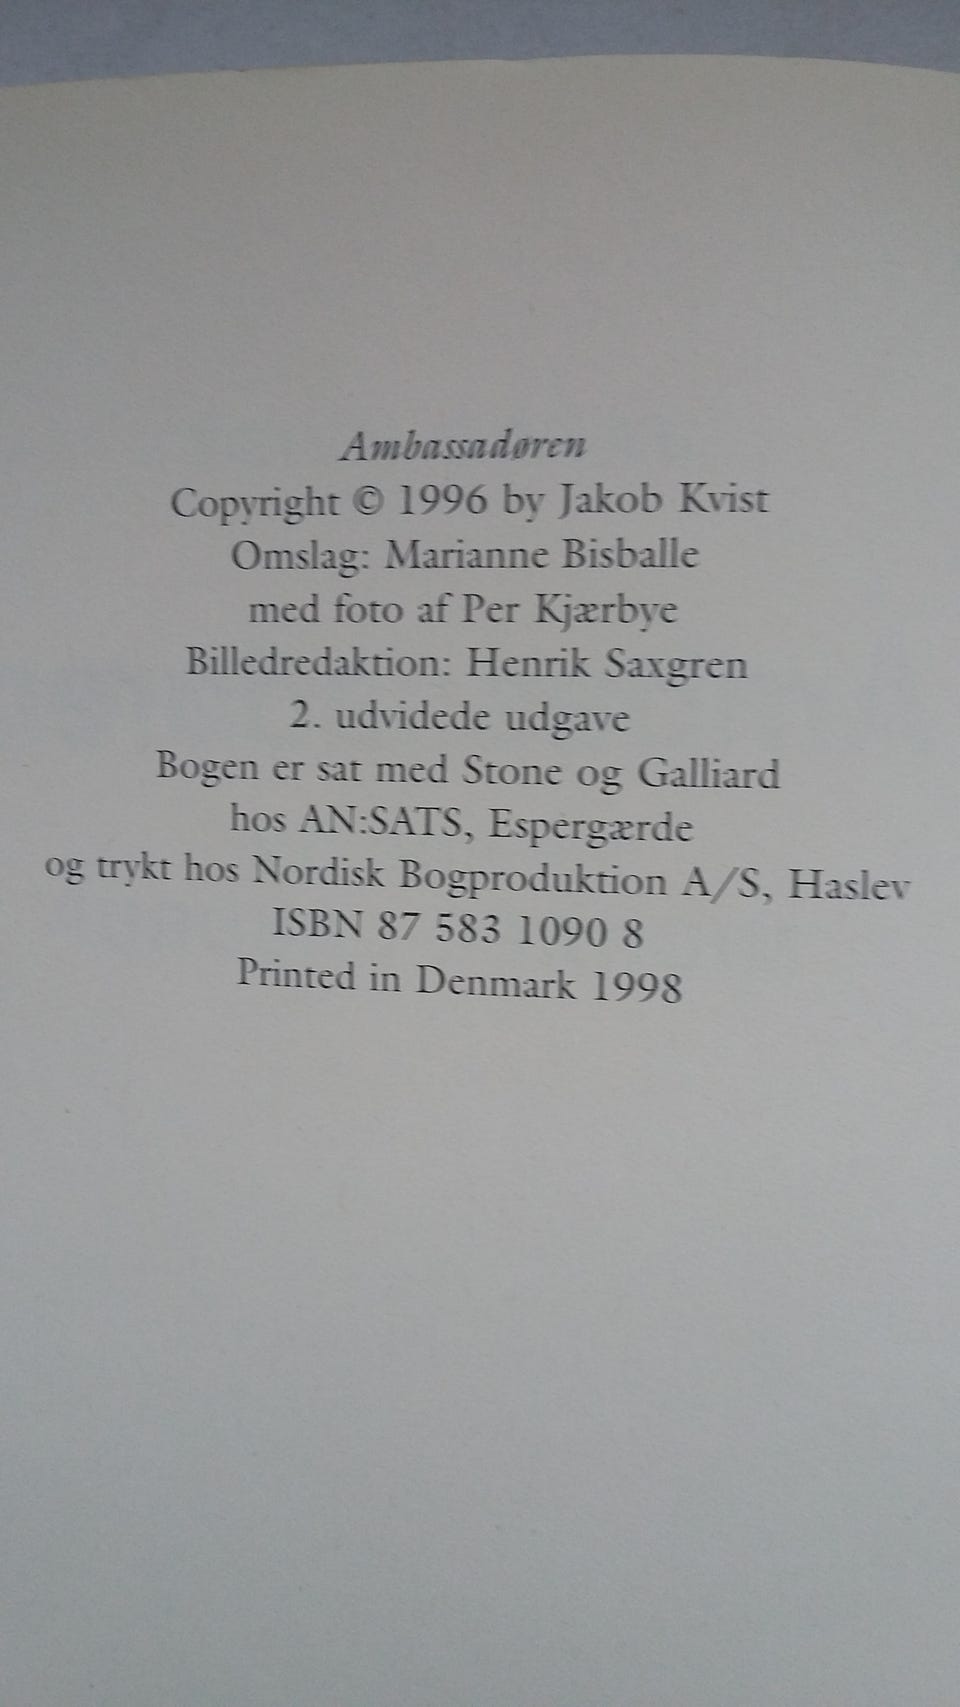 Ambassadøren
Copyright © 1996 by Jakob Kvist
Omslag: Marianne Bisballe
med foto af Per Kjærbye
Billedredaktion: Henrik Saxgren
2. udvidede udgave
Bogen er sat med Stone og Galliard
hos AN:SATS, Espergærde
og trykt hos Nordisk Bogproduktion A/S, Haslev
ISBN 87 583 1090 8
Printed in Denmark 1998